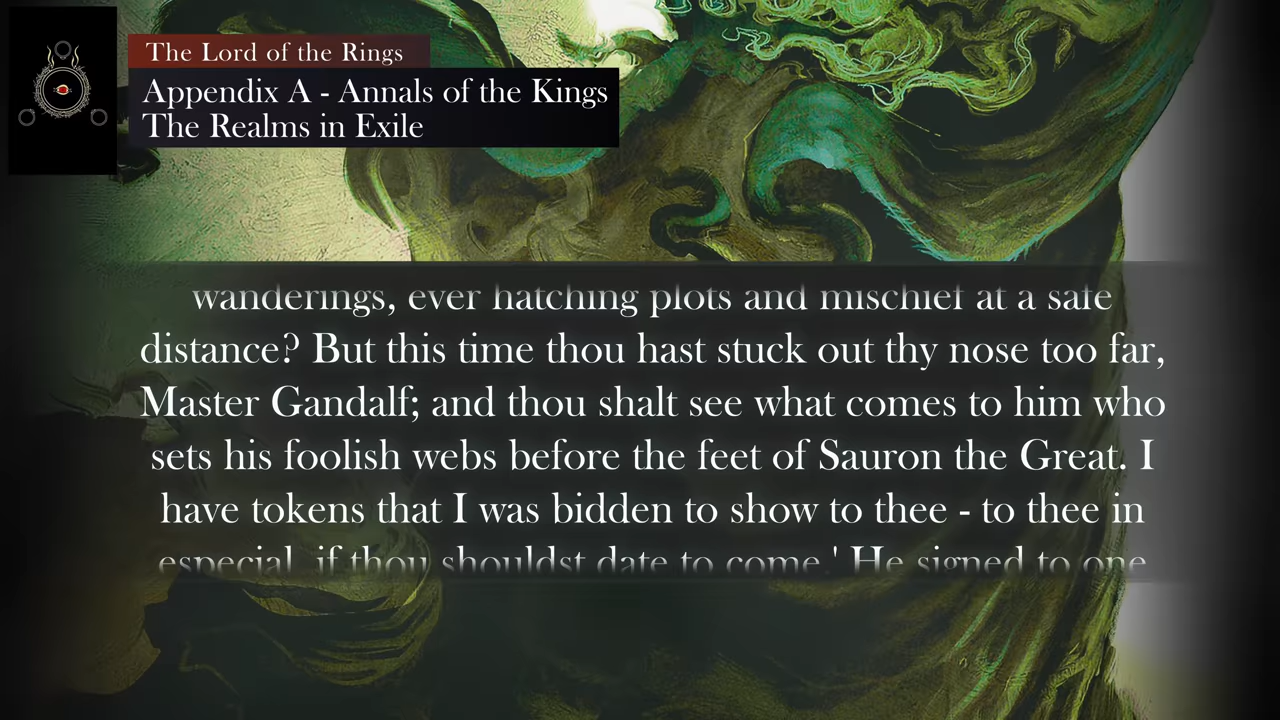 The Lord of the Rings
Appendix A - Annals of the Kings
The Realms in Exile
wanderings, ever hatching plots and mischief at a safe
distance? But this time thou hast stuck out thy nose too far,
Master Gandalf; and thou shalt see what comes to him who
sets his foolish webs before the feet of Sauron the Great. I
have tokens that I was bidden to show to thee - to thee in
especial, if thou shouldst date to come.' He signed to one